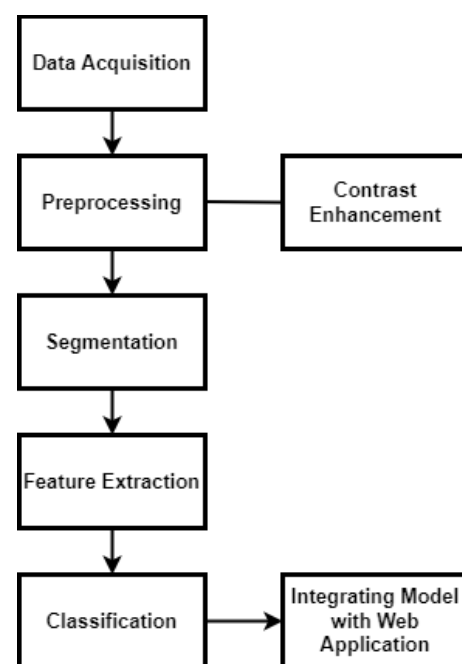 Data Acquisition
Preprocessing
Contrast
Enhancement
Segmentation
Feature Extraction
Classification
Integrating Model
with Web
Application